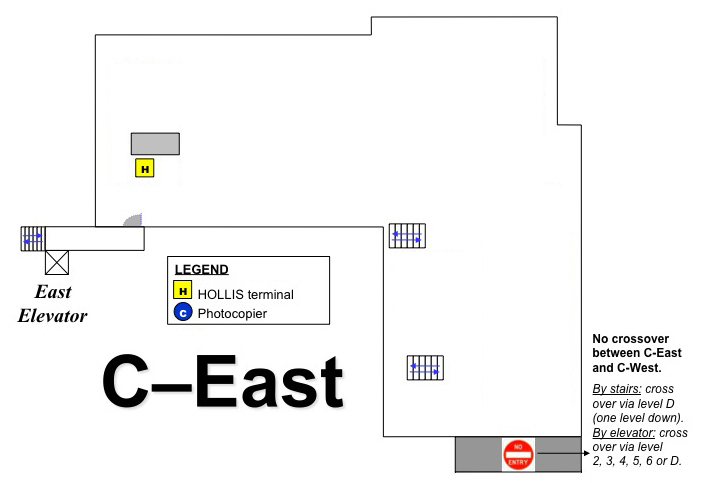 H
East
Elevator
LEGEND
H HOLLIS terminal
C Photocopier
C–East
No crossover
between C-East
and C-West.
By stairs: cross
over via level D
(one level down).
By elevator: cross
over via level
2, 3, 4, 5, 6 or D.
NO
ENTRY